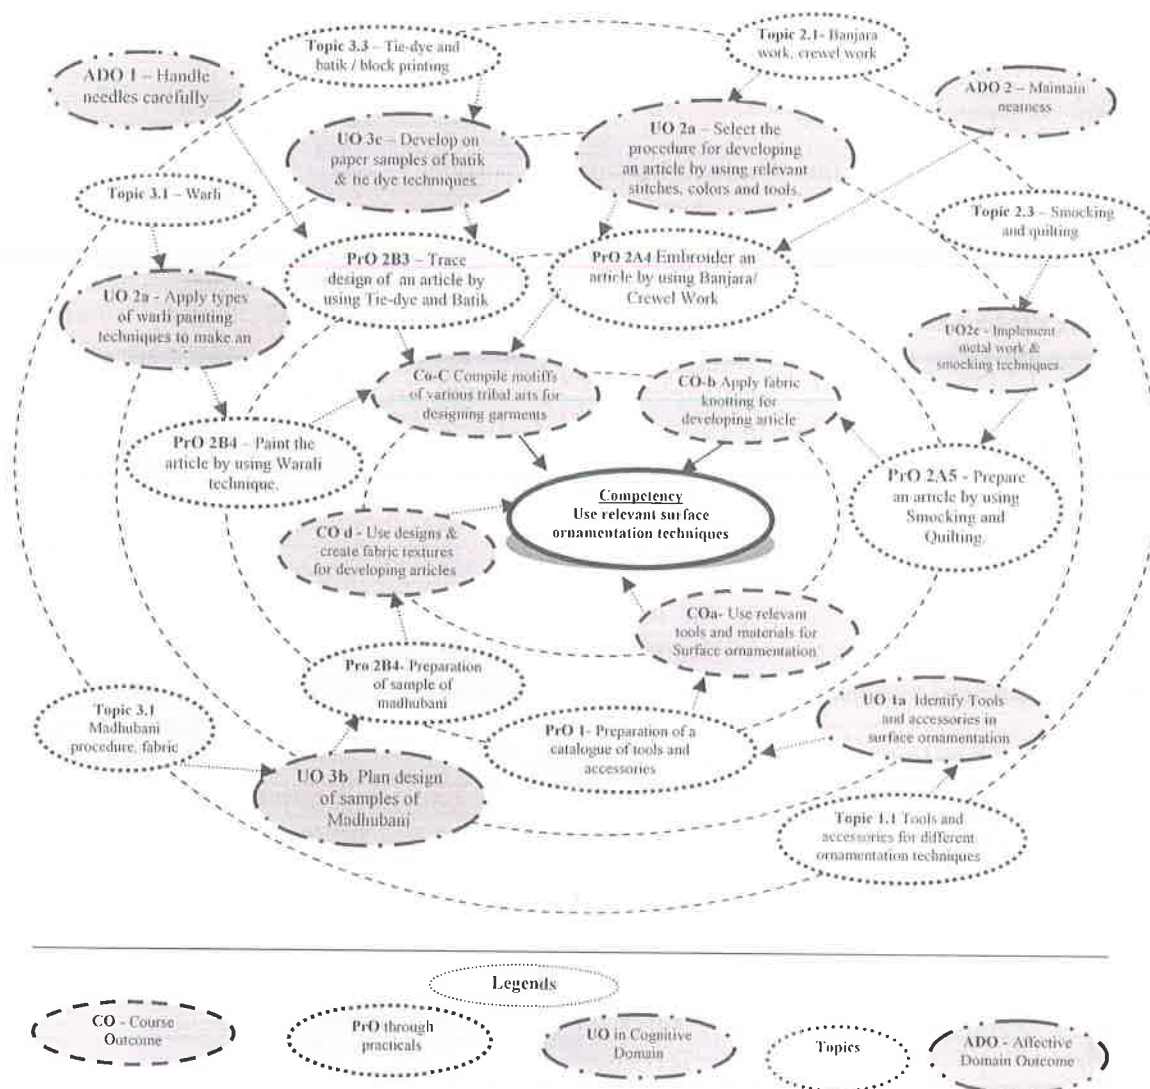 Topic 3.3 – Tie-dye and
batik / block printing
Topic 2.1- Banjara
work, crewel work
ADO 1 – Handle
needles carefully
ADO 2 – Maintain
neatness
UO 3c – Develop on
paper samples of batik
& tie dye techniques.
UO 2a – Select the
procedure for developing
an article by using relevant
stitches, colors and tools.
Topic 3.1 – Warli
Topic 2.3 – Smocking
and quilting
PrO 2B3 – Trace
design of an article by
using Tie-dye and Batik
PrO 2A4 Embroider an
article by using Banjara/
Crewel Work
UO 2a - Apply types
of warli painting
techniques to make an
UO2c - Implement
metal work &
smocking techniques.
Co-C Compile motiffs
of various tribal arts for
designing garments
CO-b Apply fabric
knotting for
developing article
PrO 2B4 – Paint the
article by using Warali
technique.
PrO 2A5 - Prepare
an article by using
Smocking and
Quilting.
Competency
Use relevant surface
ornamentation techniques
CO d - Use designs &
create fabric textures
for developing articles
COa- Use relevant
tools and materials for
Surface ornamentation
Pro 2B4- Preparation
of sample of
madhubani
Topic 3.1
Madhubani
procedure, fabric
UO 1a Identify Tools
and accessories in
surface ornamentation
PrO 1- Preparation of a
catalogue of tools and
accessories
UO 3b Plan design
of samples of
Madhubani
Topic 1.1 Tools and
accessories for different
ornamentation techniques
Legends
CO - Course
Outcome
PrO through
practicals
UO in Cognitive
Domain
Topics
ADO - Affective
Domain Outcome